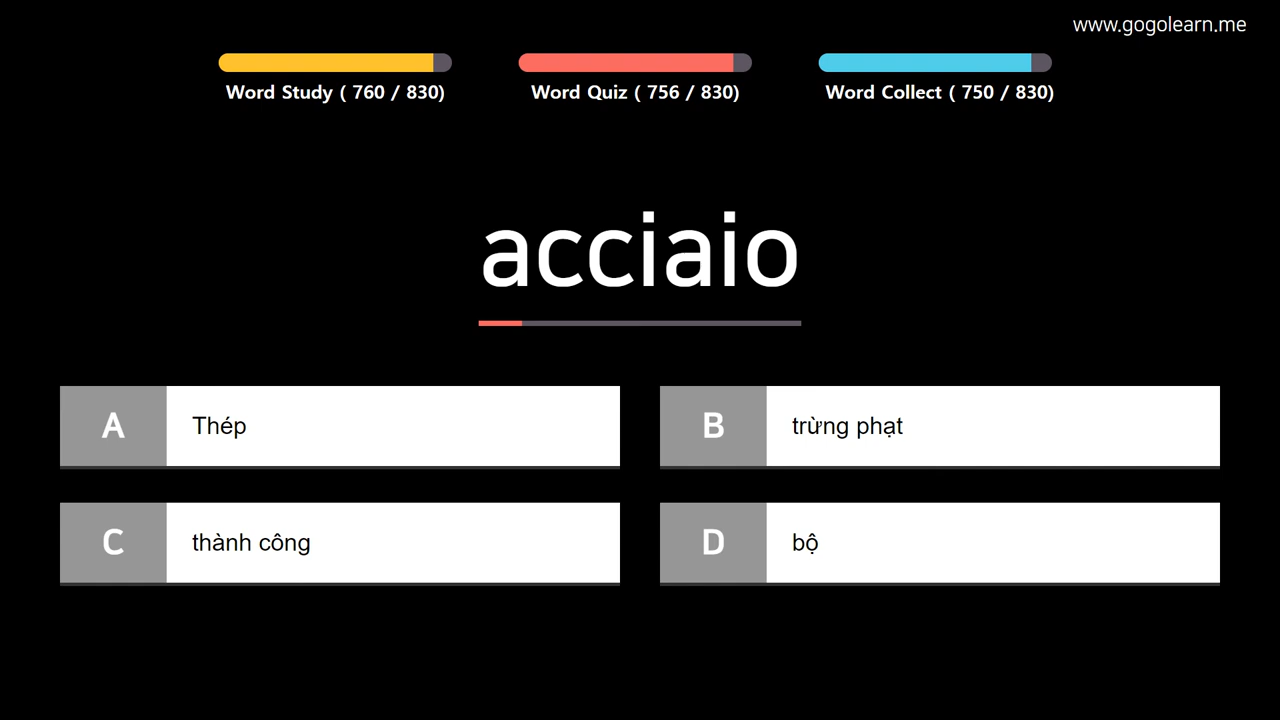 www.gogolearn.me
Word Study ( 760 / 830)
Word Quiz ( 756 / 830)
Word Collect ( 750 / 830)
acciaio
A Thép
B trừng phạt
C thành công
D bộ